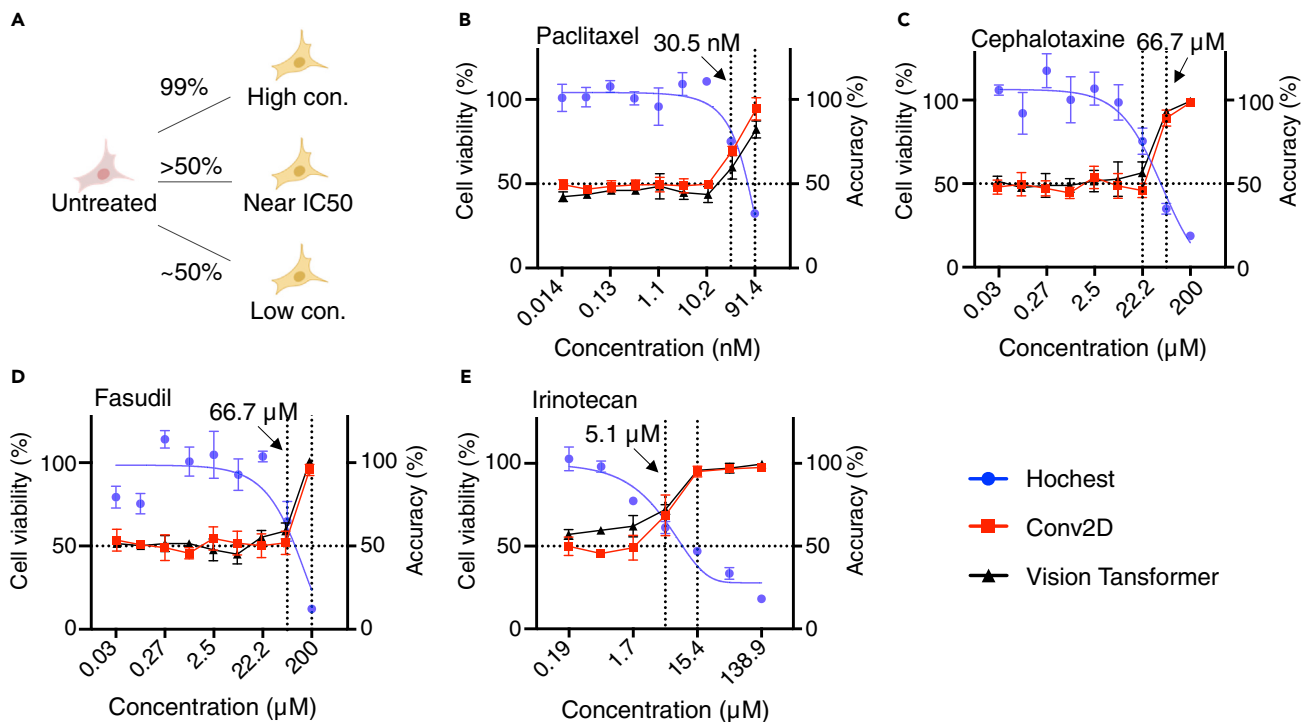 A
99%
High con.
>50%
Untreated
Near IC50
~50%
Low con.
B
Paclitaxel
30.5 nM
Cell viability (%)
Accuracy (%)
100
50
0
100
50
0
0.014
0.13
1.1
10.2
91.4
Concentration (nM)
C
Cephalotaxine
66.7 µM
Cell viability (%)
Accuracy (%)
100
50
0
100
50
0
0.03
0.27
2.5
22.2
200
Concentration (µM)
D
Fasudil
66.7 µM
Cell viability (%)
Accuracy (%)
100
50
0
100
50
0
0.03
0.27
2.5
22.2
200
Concentration (µM)
E
Irinotecan
5.1 µM
Cell viability (%)
Accuracy (%)
100
50
0
100
50
0
0.19
1.7
15.4
138.9
Concentration (µM)
Hochest
Conv2D
Vision Tansformer